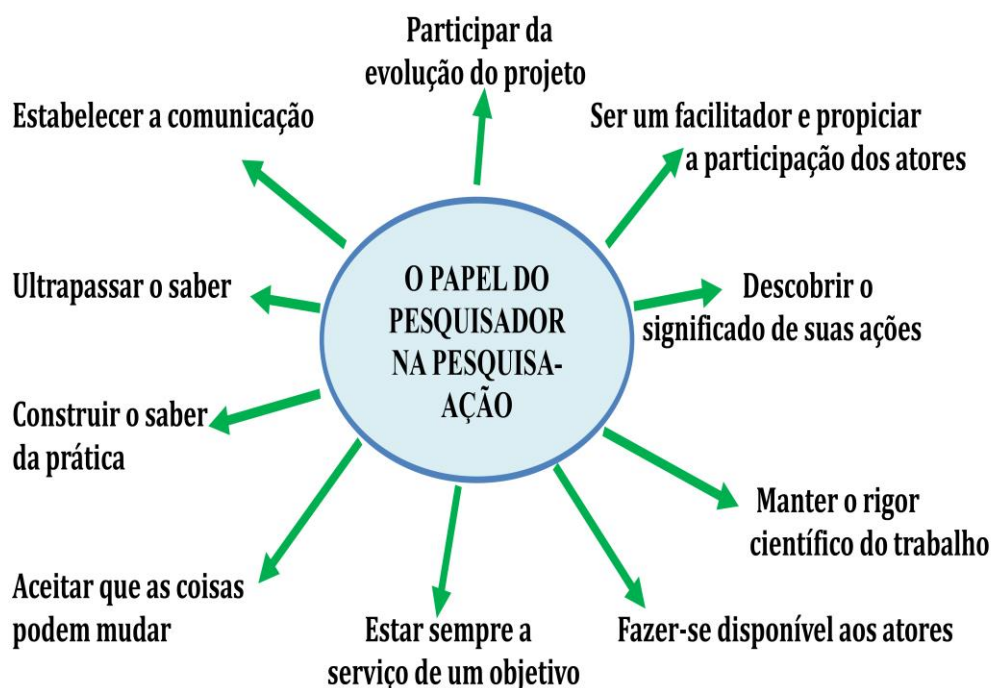 Participar da
evolução do projeto
Estabelecer a comunicação
Ser um facilitador e propiciar
a participação dos atores
Ultrapassar o saber
O PAPEL DO
PESQUISADOR
NA PESQUISA-
AÇÃO
Descobrir o
significado de suas ações
Construir o saber
da prática
Manter o rigor
científico do trabalho
Aceitar que as coisas
podem mudar
Estar sempre a
serviço de um objetivo
Fazer-se disponível aos atores